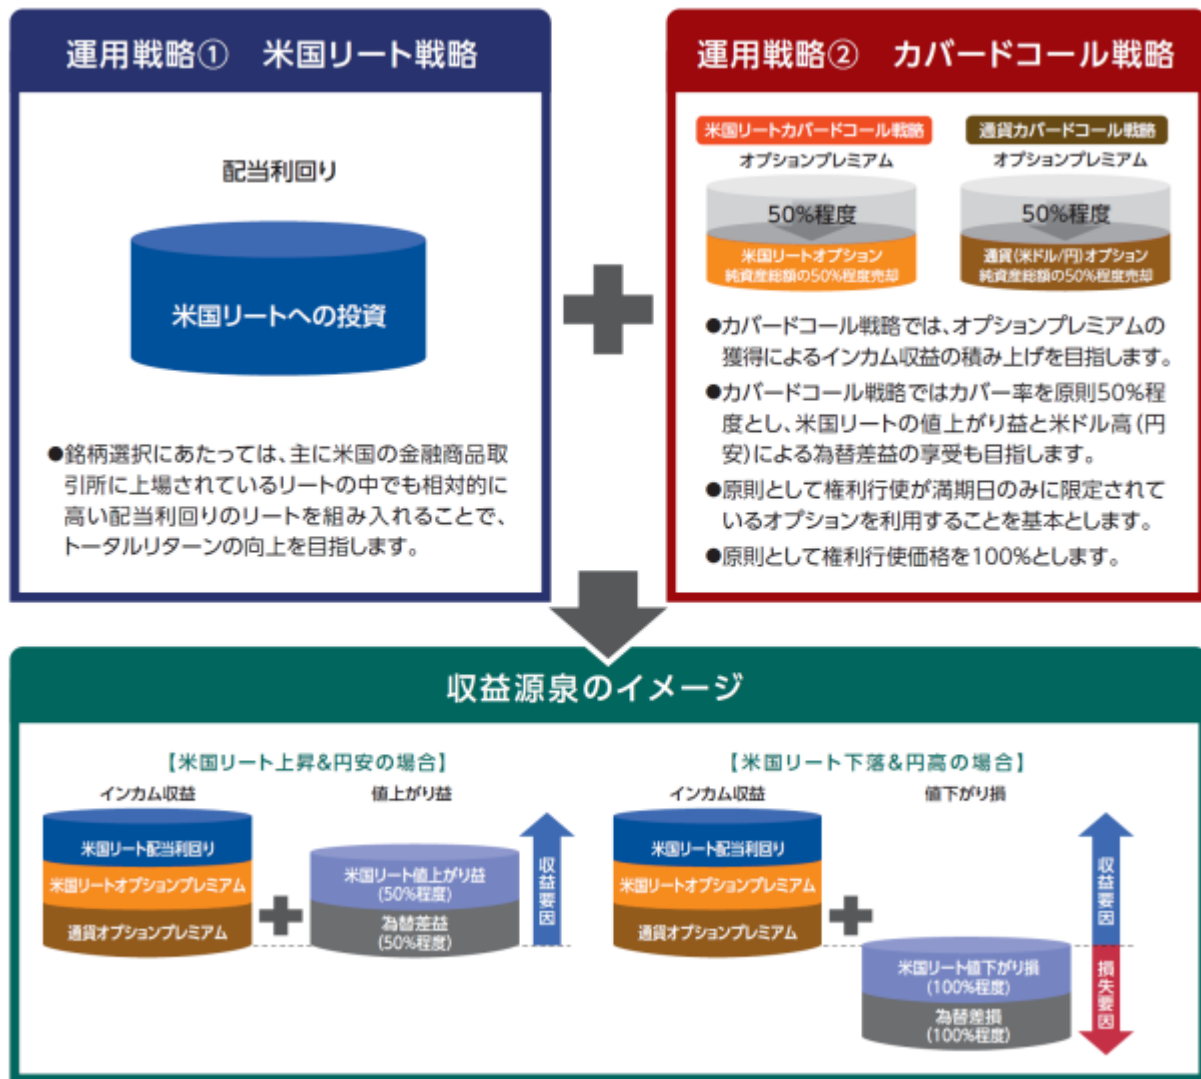 運用戦略① 米国リート戦略
配当利回り
米国リートへの投資
●銘柄選択にあたっては、主に米国の金融商品取
引所に上場されているリートの中でも相対的に
高い配当利回りのリートを組み入れることで、
トータルリターンの向上を目指します。
運用戦略② カバードコール戦略
米国リートカバードコール戦略
オプションプレミアム
50%程度
米国リートオプション
純資産総額の50%程度売却
通貨カバードコール戦略
オプションプレミアム
50%程度
通貨(米ドル/円)オプション
純資産総額の50%程度売却
●カバードコール戦略では、オプションプレミアムの
獲得によるインカム収益の積み上げを目指します。
●カバードコール戦略ではカバー率を原則50%程
度とし、米国リートの値上がり益と米ドル高(円
安)による為替差益の享受も目指します。
●原則として権利行使が満期日のみに限定されて
いるオプションを利用することを基本とします。
●原則として権利行使価格を100%とします。
収益源泉のイメージ
【米国リート上昇&円安の場合】
インカム収益
米国リート配当利回り
米国リートオプションプレミアム
通貨オプションプレミアム
値上がり益
米国リート値上がり益
(50%程度)
為替差益
(50%程度)
収益要因
【米国リート下落&円高の場合】
インカム収益
米国リート配当利回り
米国リートオプションプレミアム
通貨オプションプレミアム
値下がり損
米国リート値下がり損
(100%程度)
為替差損
(100%程度)
収益要因
損失要因